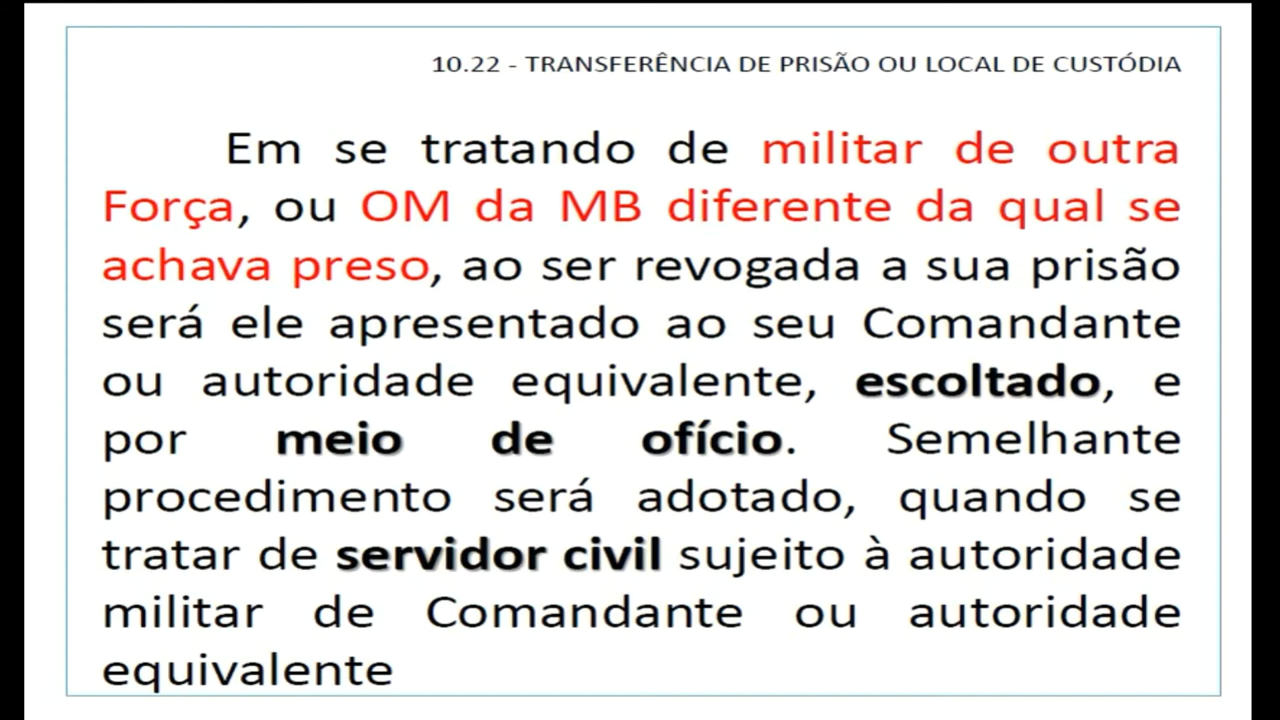 10.22 - TRANSFERÊNCIA DE PRISÃO OU LOCAL DE CUSTÓDIA
Em se tratando de militar de outra
Força, ou OM da MB diferente da qual se
achava preso, ao ser revogada a sua prisão
será ele apresentado ao seu Comandante
ou autoridade equivalente, escoltado, e
por meio de ofício. Semelhante
procedimento será adotado, quando se
tratar de servidor civil sujeito à autoridade
militar de Comandante ou autoridade
equivalente